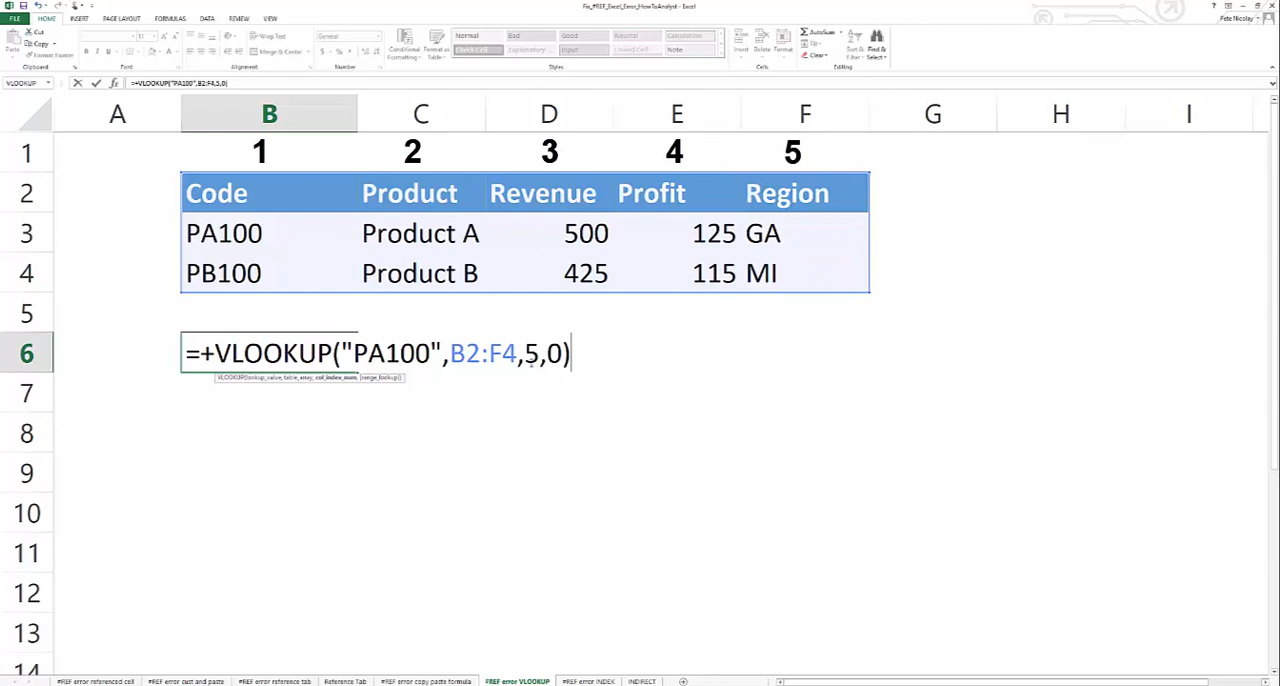 Fix_#REF_Excel_Error_HowToAnalyst - Excel
FILE HOME INSERT PAGE LAYOUT FORMULAS DATA REVIEW VIEW Pete Nicolay
Cut
Copy
Format Painter
Paste
Wrap Text
Merge & Center
General
Conditional Formatting
Format as Table
Normal Bad Good Neutral Calculation
Check Cell Explanatory ... Input Linked Cell Note
Insert Delete Format
AutoSum
Fill
Clear
Sort & Filter
Find & Select
Clipboard Font Alignment Number Styles Cells Editing
VLOOKUP =+VLOOKUP("PA100",B2:F4,5,0)
A B C D E F G H I
1 1 2 3 4 5
2 Code Product Revenue Profit Region
3 PA100 Product A 500 125 GA
4 PB100 Product B 425 115 MI
5
6 =+VLOOKUP("PA100",B2:F4,5,0)
VLOOKUP(lookup_value, table_array, col_index_num, [range_lookup])
7
8
9
10
11
12
13
14
#REF error referenced cell #REF error cust and paste #REF error reference tab Reference Tab #REF error copy paste formula #REF error VLOOKUP #REF error INDEX INDIRECT